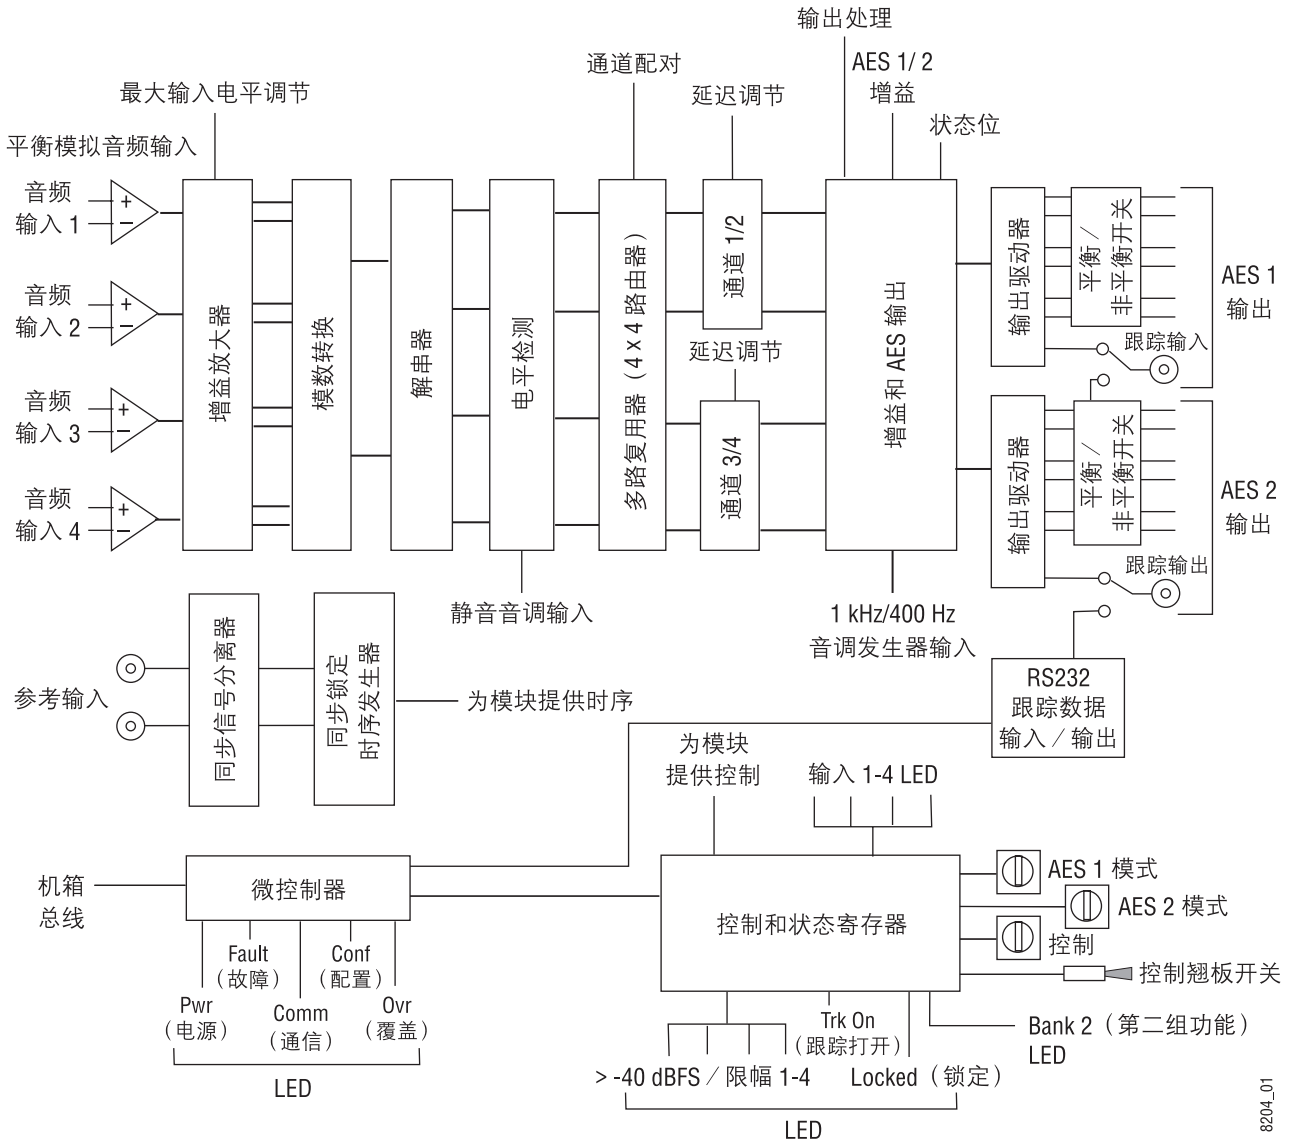 输出处理
通道配对
AES 1/ 2
增益
最大输入电平调节
延迟调节
状态位
平衡模拟音频输入
音频
输入 1
音频
输入 2
音频
输入 3
音频
输入 4
+
−
+
−
+
−
+
−
增益放大器
模数转换
解串器
电平检测
多路复用器（4 x 4 路由器）
通道 1/2
延迟调节
通道 3/4
增益和 AES 输出
输出驱动器
平衡 /
非平衡开关
AES 1
输出
跟踪输入
输出驱动器
平衡 /
非平衡开关
AES 2
输出
跟踪输出
静音音调输入
1 kHz/400 Hz
音调发生器输入
参考输入
同步信号分离器
同步锁定
时序发生器
为模块提供时序
RS232
跟踪数据
输入 / 输出
为模块
提供控制
输入 1-4 LED
机箱
总线
微控制器
控制和状态寄存器
AES 1 模式
AES 2 模式
控制
控制翘板开关
Fault
（故障）
Conf
（配置）
Pwr
（电源）
Comm
（通信）
Ovr
（覆盖）
LED
Trk On
（跟踪打开）
Bank 2（第二组功能）
LED
> -40 dBFS / 限幅 1-4
Locked（锁定）
LED
8204_01